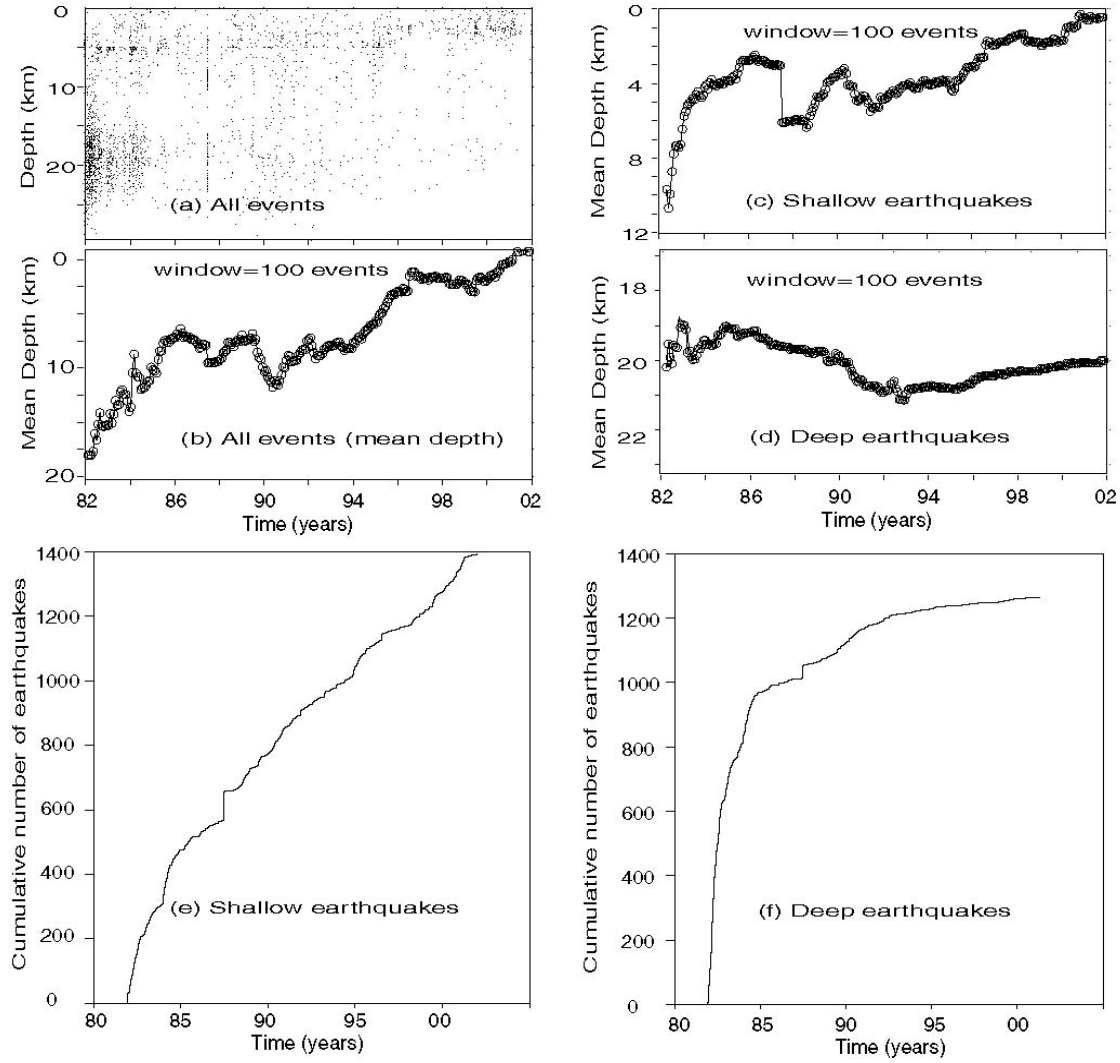 0
10
20
Depth (km)
(a) All events
0
10
20
Mean Depth (km)
window=100 events
(b) All events (mean depth)
82 86 90 94 98 02
Time (years)
0
4
8
12
Mean Depth (km)
window=100 events
(c) Shallow earthquakes
18
20
22
Mean Depth (km)
window=100 events
(d) Deep earthquakes
82 86 90 94 98 02
Time (years)
1400
1200
1000
800
600
400
200
0
Cumulative number of earthquakes
(e) Shallow earthquakes
80 85 90 95 00
Time (years)
1400
1200
1000
800
600
400
200
0
Cumulative number of earthquakes
(f) Deep earthquakes
80 85 90 95 00
Time (years)